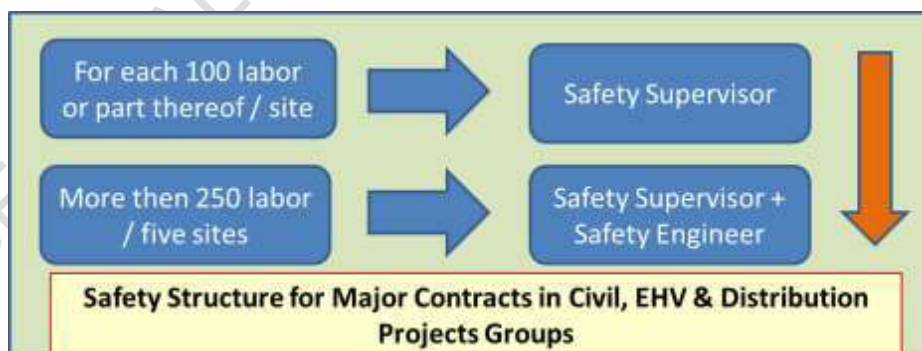 For each 100 labor
or part thereof / site
Safety Supervisor
More then 250 labor
/ five sites
Safety Supervisor +
Safety Engineer
Safety Structure for Major Contracts in Civil, EHV & Distribution
Projects Groups